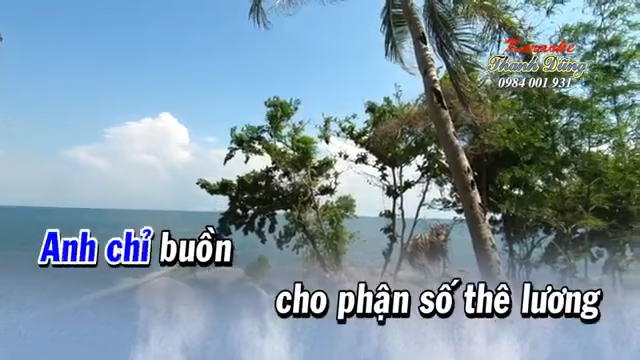 Karaoke
Thanh Dũng
0984 001 931
Anh chỉ buồn
cho phận số thê lương